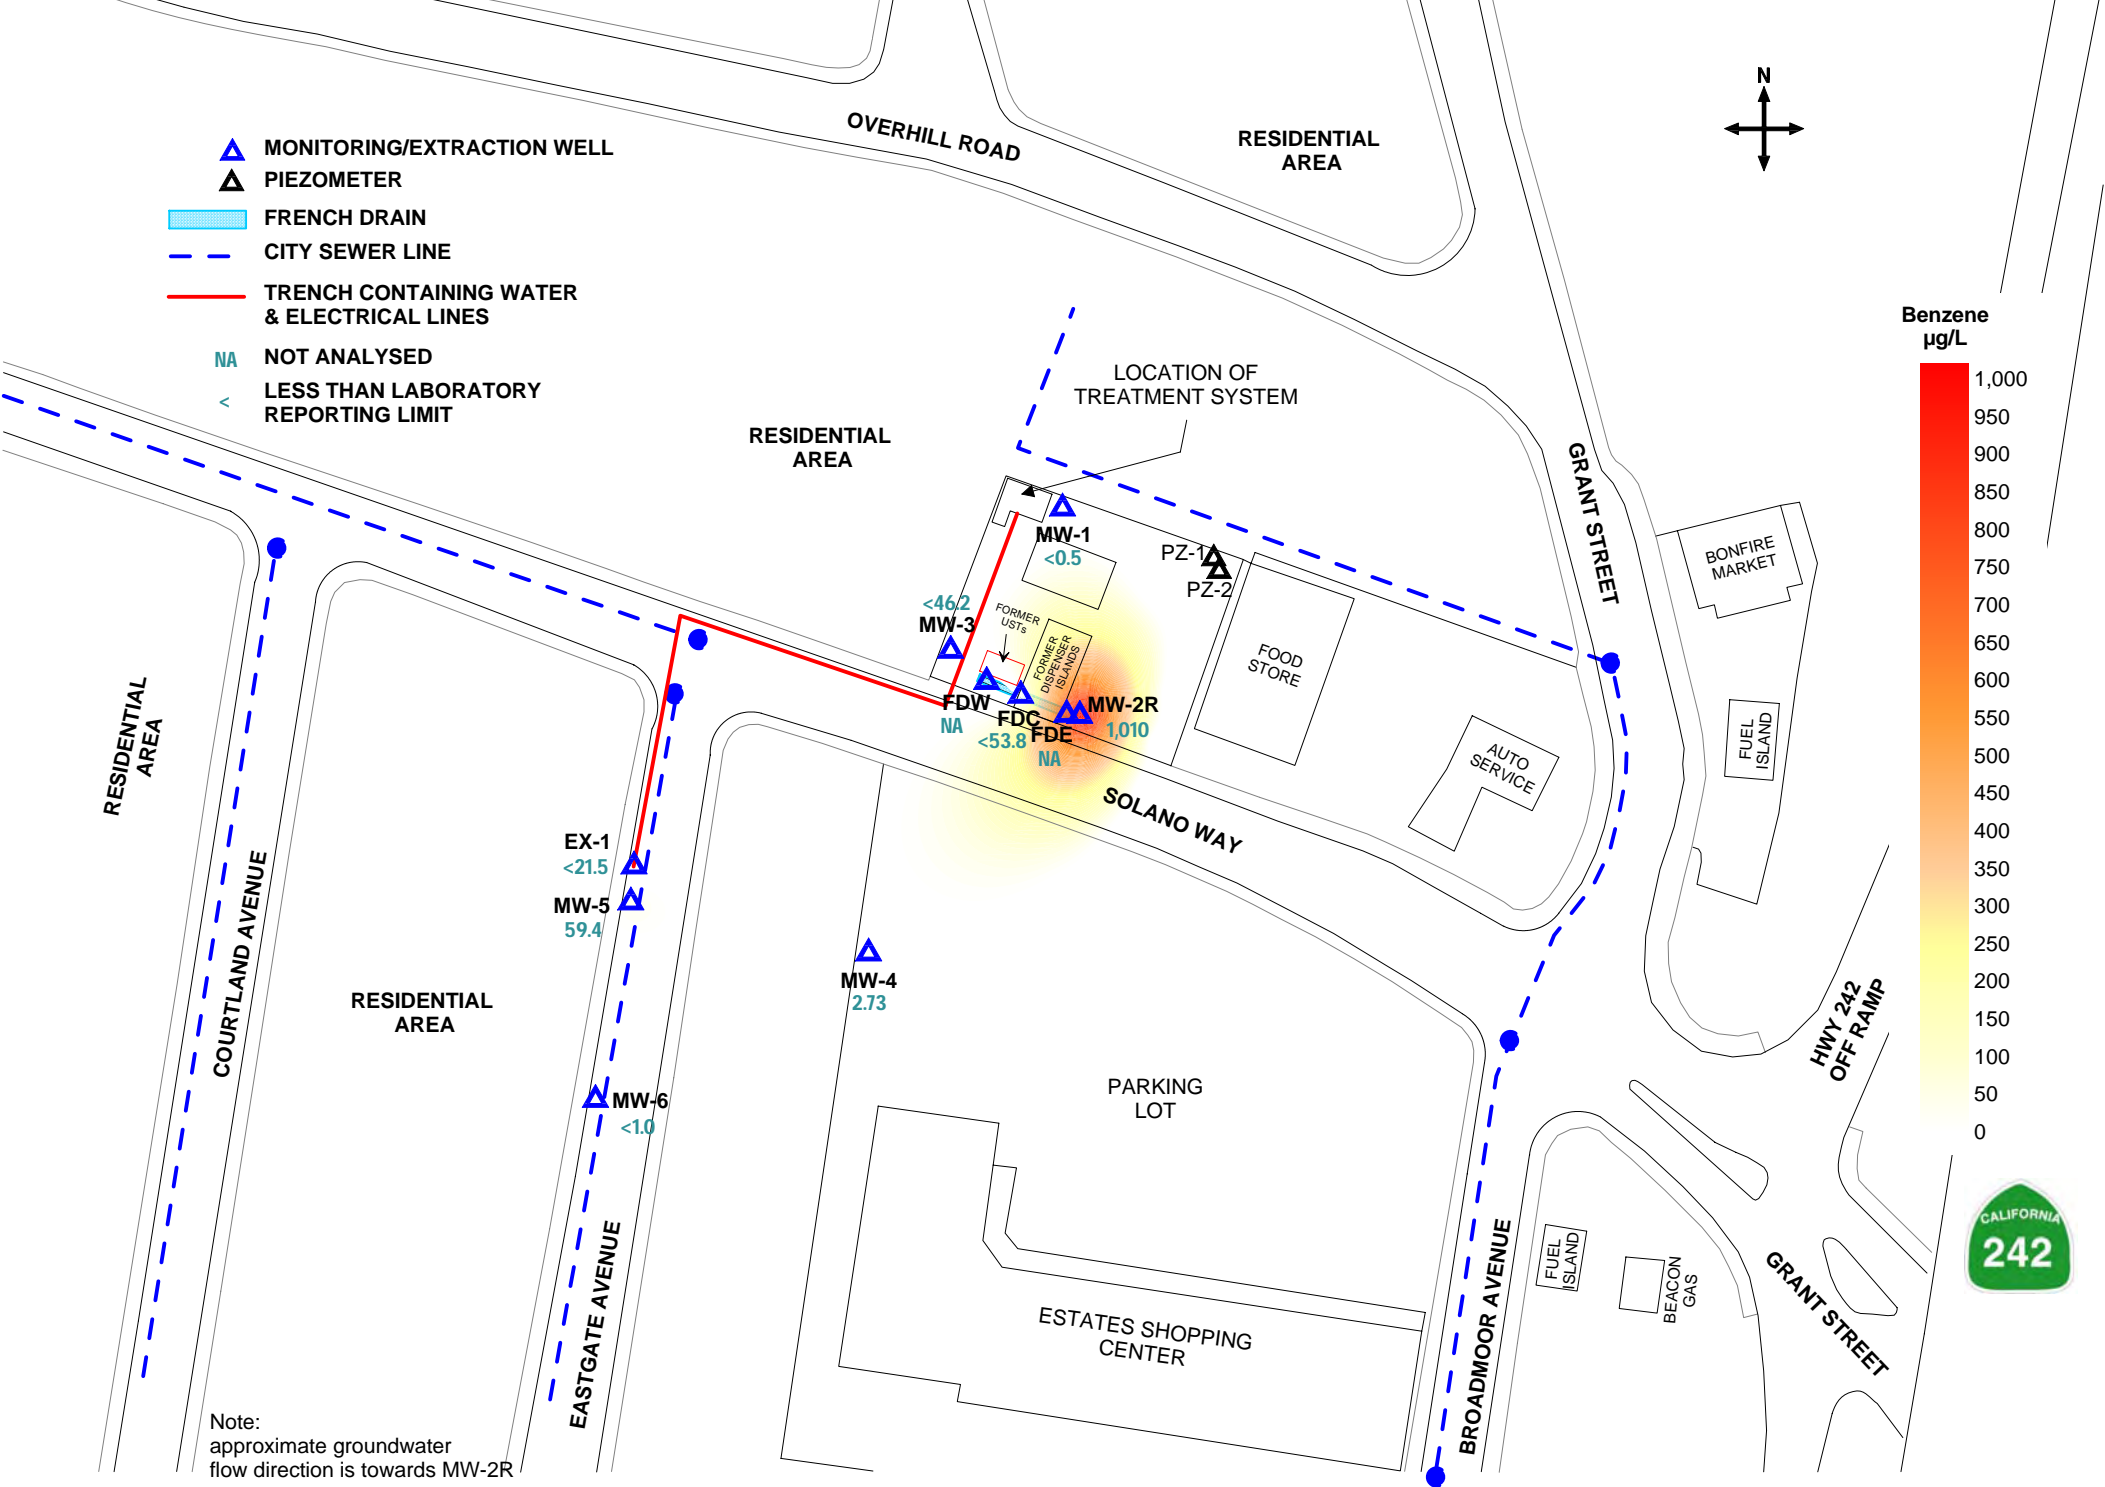 N
OVERHILL ROAD
RESIDENTIAL
AREA
MONITORING/EXTRACTION WELL
PIEZOMETER
FRENCH DRAIN
CITY SEWER LINE
TRENCH CONTAINING WATER
& ELECTRICAL LINES
NA NOT ANALYSED
< LESS THAN LABORATORY
REPORTING LIMIT
Benzene
µg/L
1,000
950
900
850
800
750
700
650
600
550
500
450
400
350
300
250
200
150
100
50
0
LOCATION OF
TREATMENT SYSTEM
RESIDENTIAL
AREA
GRANT STREET
MW-1
<0.5
PZ-1
PZ-2
BONFIRE
MARKET
<46.2
MW-3
FORMER
USTs
FORMER
DISPENSER
ISLANDS
FOOD
STORE
FDW
NA
FDC
<53.8
FDE
NA
MW-2R
1,010
RESIDENTIAL
AREA
FUEL
ISLAND
AUTO
SERVICE
SOLANO WAY
EX-1
<21.5
MW-5
59.4
COURTLAND AVENUE
MW-4
2.73
RESIDENTIAL
AREA
HWY 242
OFF RAMP
PARKING
LOT
MW-6
<1.0
CALIFORNIA
242
EASTGATE AVENUE
BROADMOOR AVENUE
FUEL
ISLAND
BEACON
GAS
GRANT STREET
ESTATES SHOPPING
CENTER
Note:
approximate groundwater
flow direction is towards MW-2R